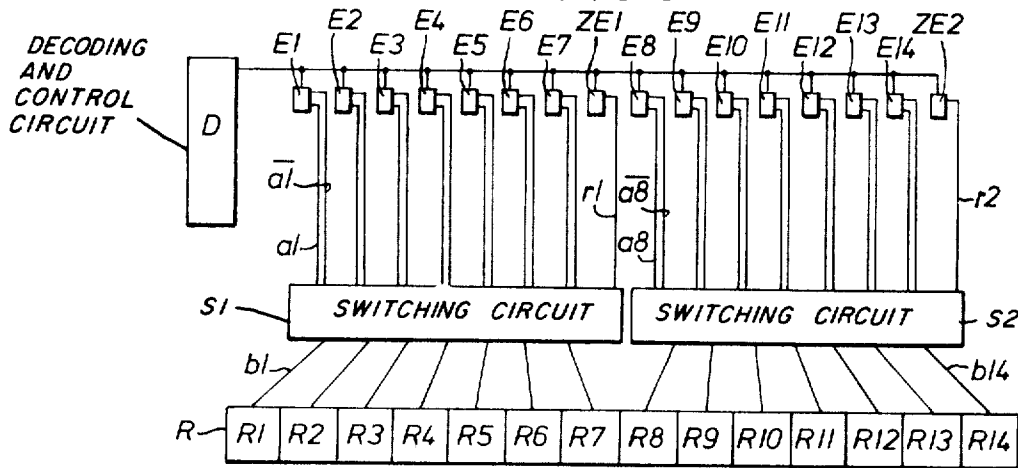 DECODING
AND
CONTROL
CIRCUIT
D
E1 E2 E3 E4 E5 E6 E7 ZE1 E8 E9 E10 E11 E12 E13 E14 ZE2
a̅1̅ r1 a̅8̅ r2
a1 a8
S1 SWITCHING CIRCUIT SWITCHING CIRCUIT S2
b1 b14
R R1 R2 R3 R4 R5 R6 R7 R8 R9 R10 R11 R12 R13 R14